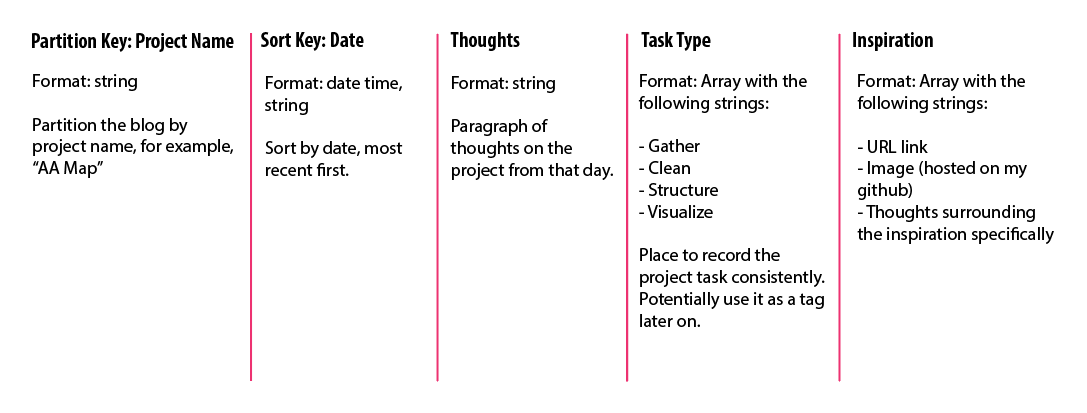 Partition Key: Project Name
Format: string
Partition the blog by
project name, for example,
“AA Map”
Sort Key: Date
Format: date time,
string
Sort by date, most
recent first.
Thoughts
Format: string
Paragraph of
thoughts on the
project from that day.
Task Type
Format: Array with the
following strings:
- Gather
- Clean
- Structure
- Visualize
Place to record the
project task consistently.
Potentially use it as a tag
later on.
Inspiration
Format: Array with the
following strings:
- URL link
- Image (hosted on my
github)
- Thoughts surrounding
the inspiration specifically